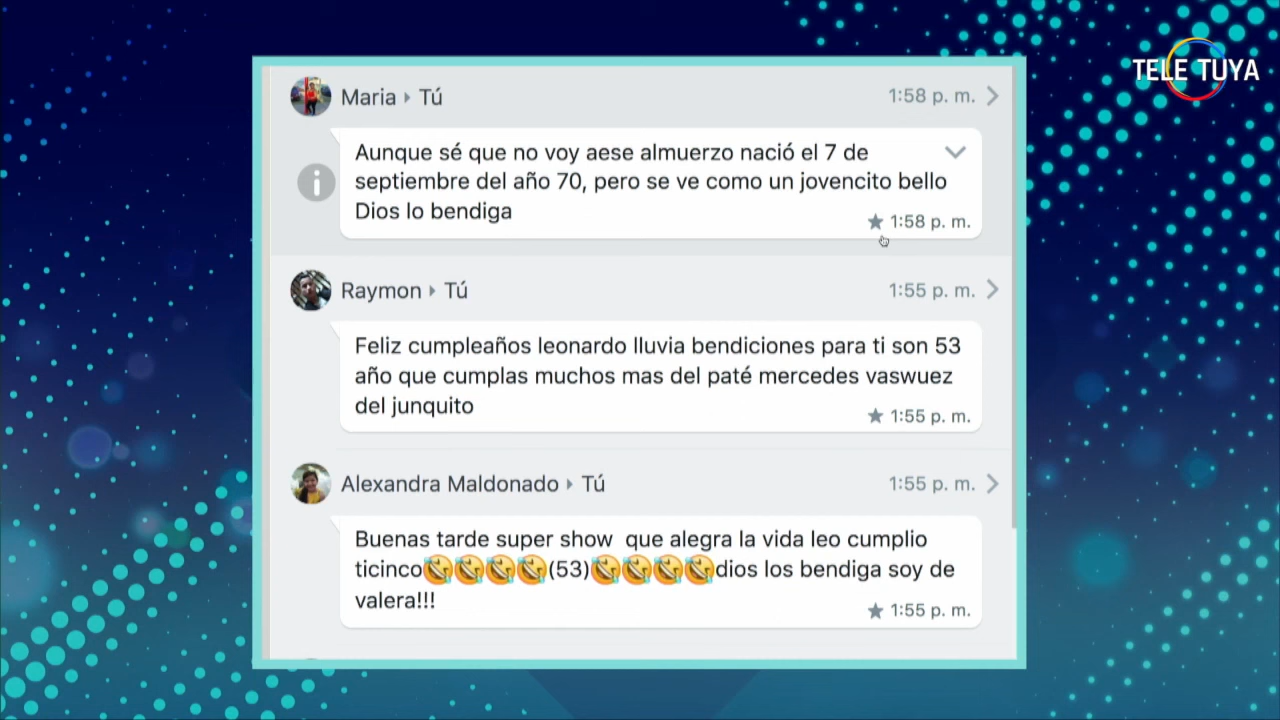 TELE TUYA
Maria ▸ Tú
1:58 p. m.
Aunque sé que no voy aese almuerzo nació el 7 de
septiembre del año 70, pero se ve como un jovencito bello
Dios lo bendiga
★ 1:58 p. m.
Raymon ▸ Tú
1:55 p. m.
Feliz cumpleaños leonardo lluvia bendiciones para ti son 53
año que cumplas muchos mas del paté mercedes vaswuez
del junquito
★ 1:55 p. m.
Alexandra Maldonado ▸ Tú
1:55 p. m.
Buenas tarde super show que alegra la vida leo cumplio
ticinco🤣🤣🤣🤣(53)🤣🤣🤣🤣dios los bendiga soy de
valera!!!
★ 1:55 p. m.